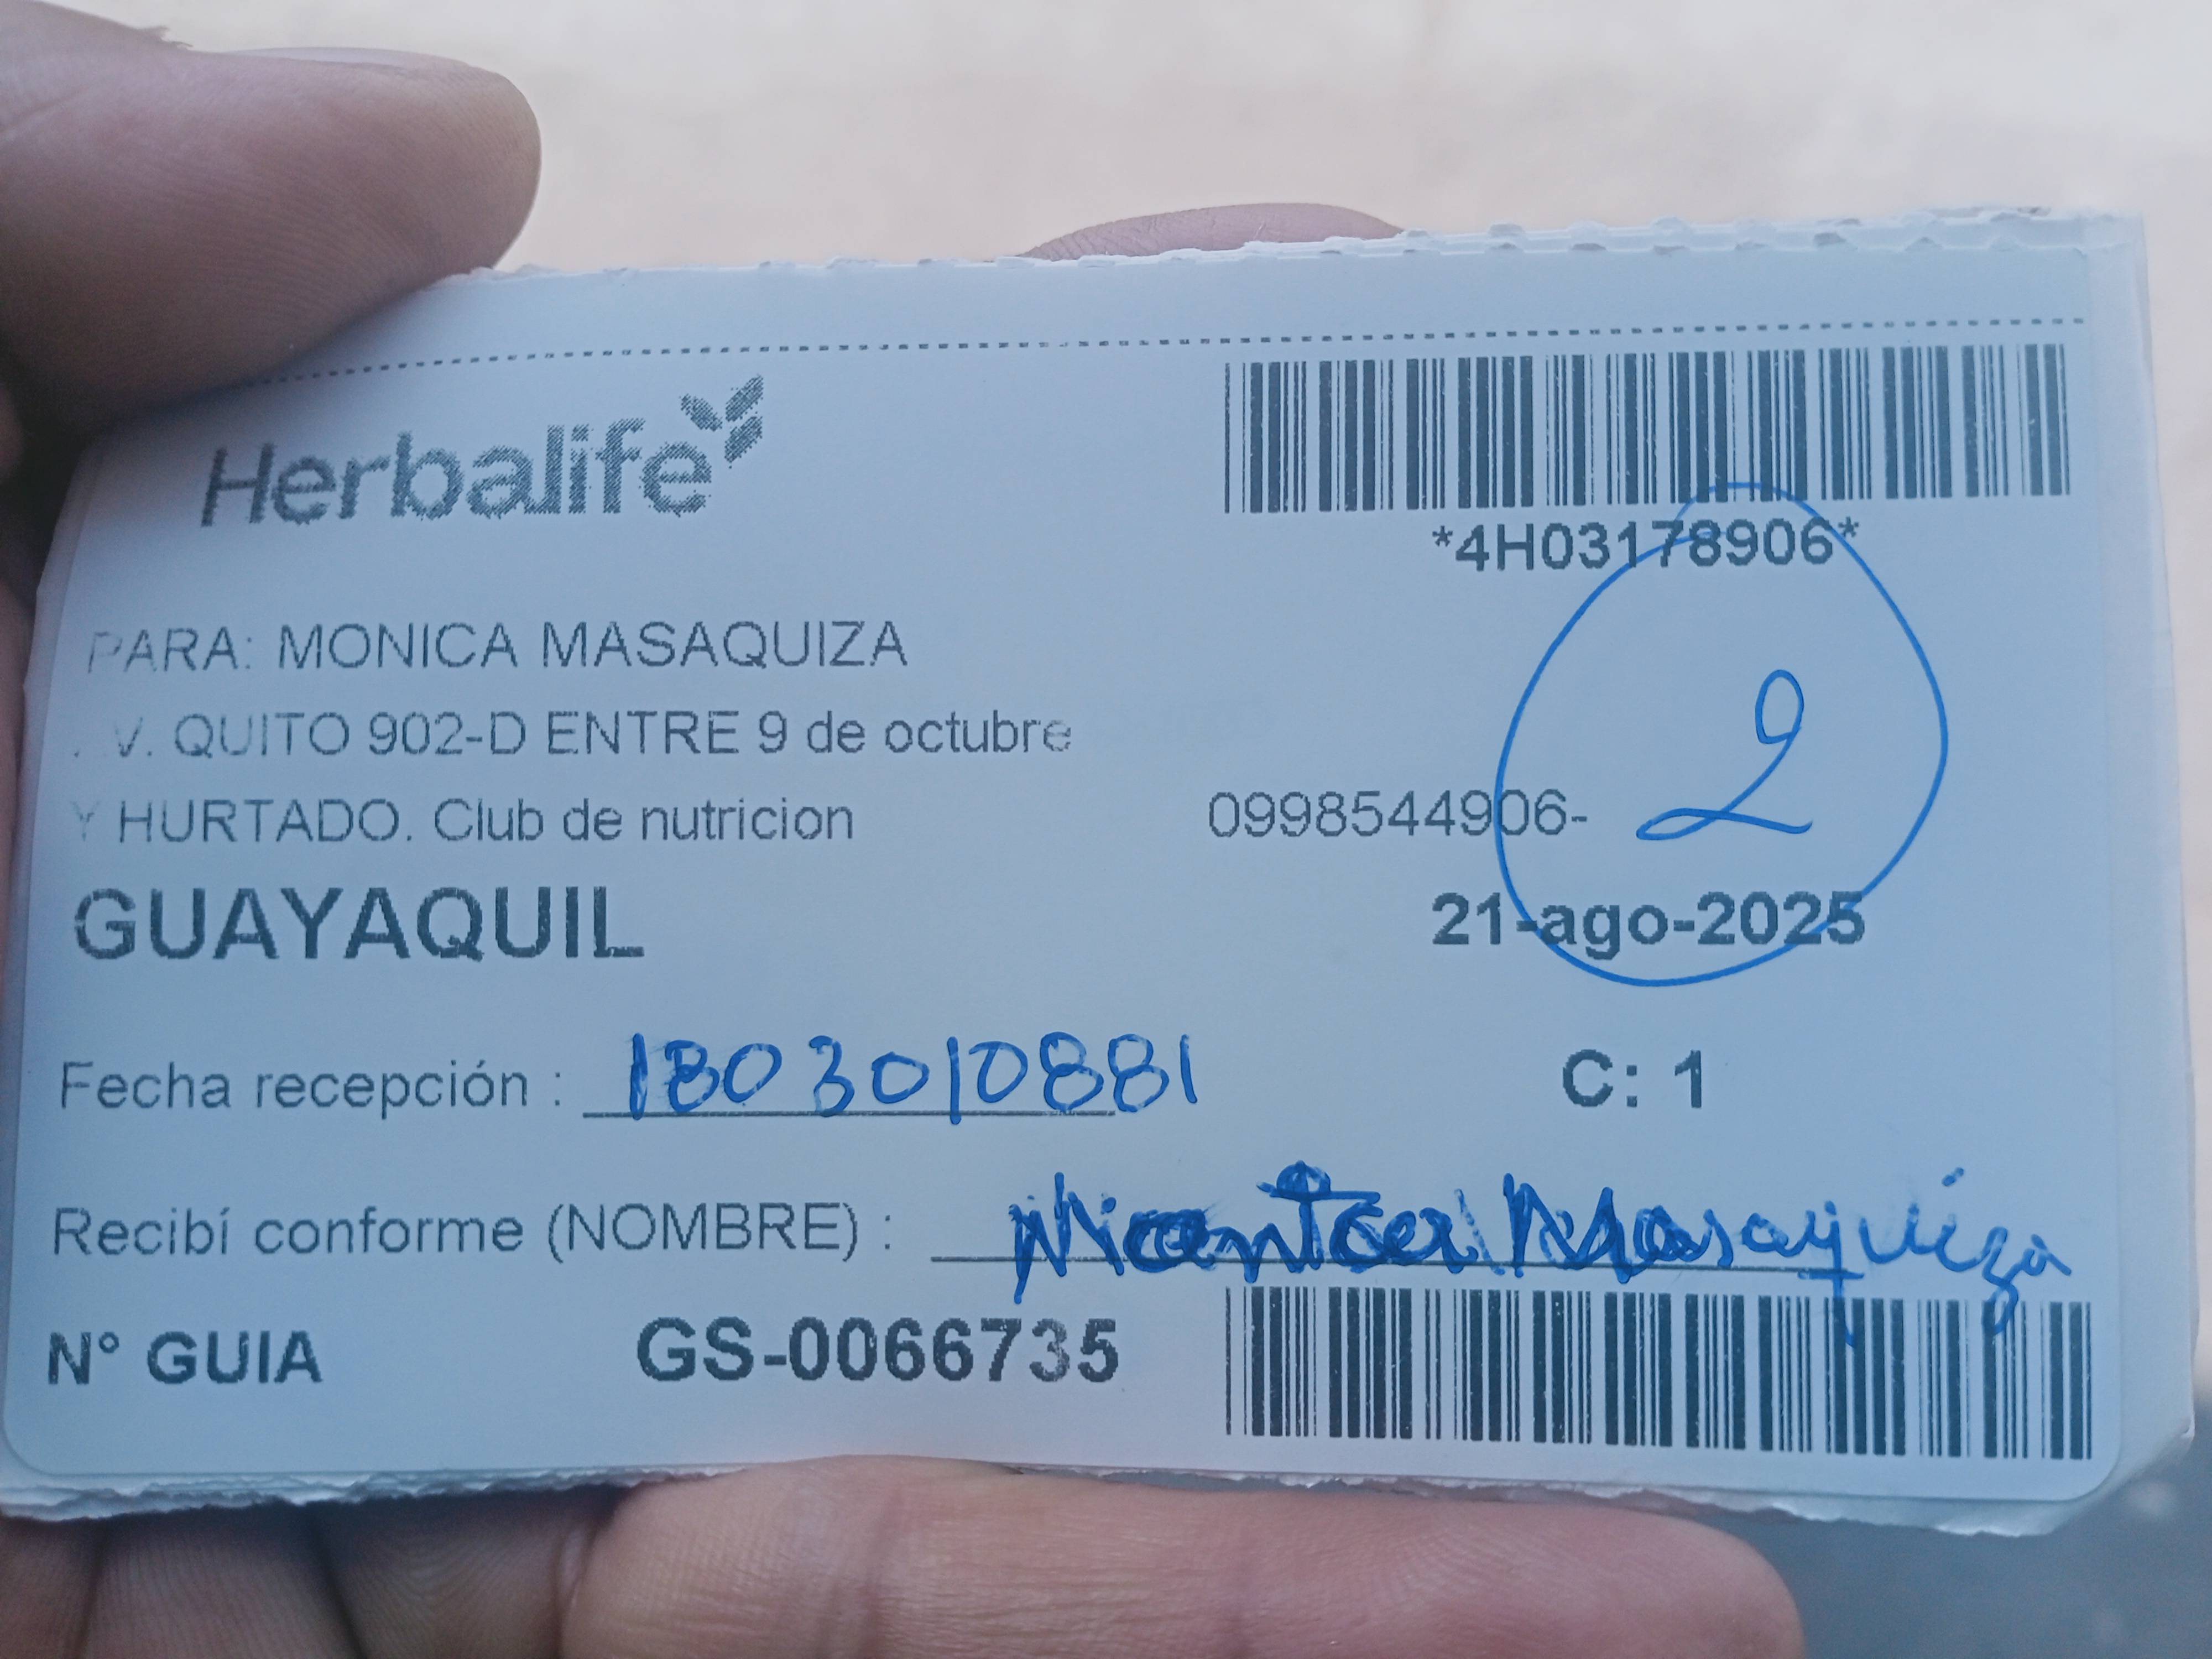 Herbalife
*4H03178906*
PARA: MONICA MASAQUIZA
V. QUITO 902-D ENTRE 9 de octubre
Y HURTADO. Club de nutricion
0998544906-
2
GUAYAQUIL
21-ago-2025
Fecha recepción : 1803010881
C: 1
Recibí conforme (NOMBRE) : Masaquiza
N° GUIA GS-0066735